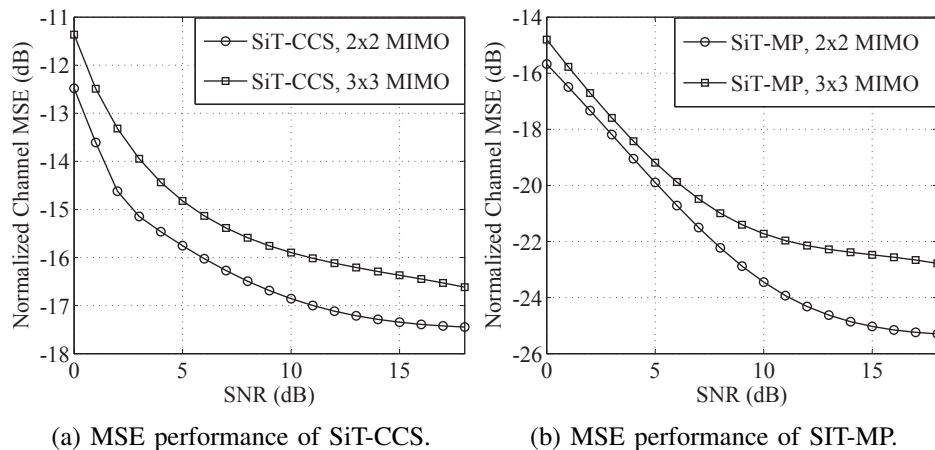 -11
-12
-13
-14
-15
-16
-17
-18
Normalized Channel MSE (dB)
SiT-CCS, 2x2 MIMO
SiT-CCS, 3x3 MIMO
0 5 10 15
SNR (dB)
(a) MSE performance of SiT-CCS.
-14
-16
-18
-20
-22
-24
-26
Normalized Channel MSE (dB)
SiT-MP, 2x2 MIMO
SiT-MP, 3x3 MIMO
0 5 10 15
SNR (dB)
(b) MSE performance of SIT-MP.